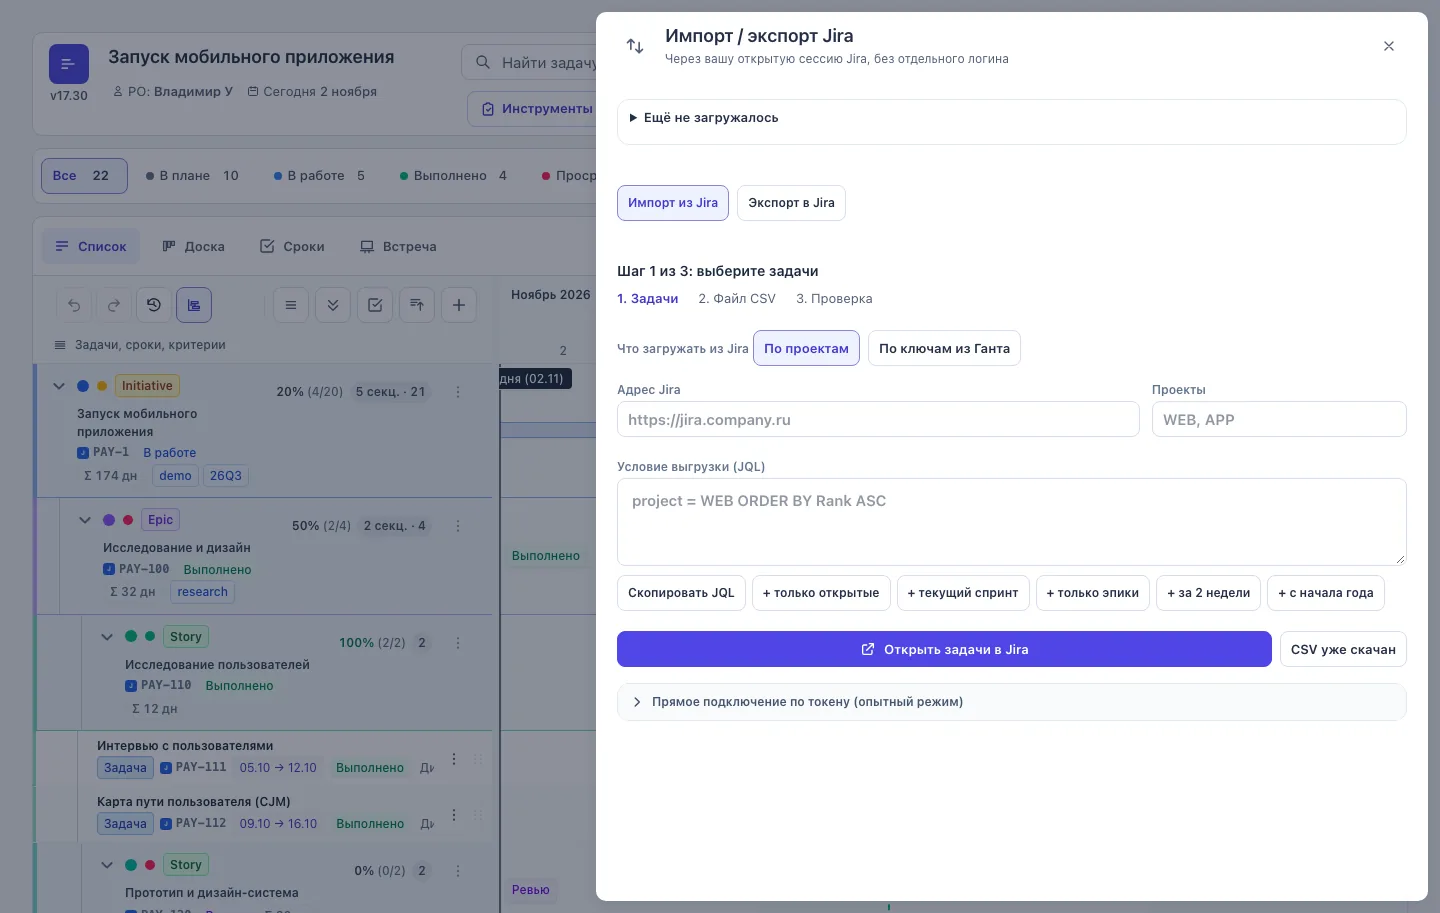 Запуск мобильного приложения
v17.30
PO: Владимир У
Сегодня 2 ноября
Найти задачу
Инструменты
Все 22
В плане 10
В работе 5
Выполнено 4
Проср
Список
Доска
Сроки
Встреча
Ноябрь 2026
Задачи, сроки, критерии
2
дня (02.11)
Initiative
20% (4/20)
5 секц. · 21
Запуск мобильного
приложения
PAY-1 В работе
Σ 174 дн demo 26Q3
Epic
50% (2/4)
2 секц. · 4
Исследование и дизайн
PAY-100 Выполнено
Σ 32 дн research
Выполнено
Story
100% (2/2) 2
Исследование пользователей
PAY-110 Выполнено
Σ 12 дн
Интервью с пользователями
Задача PAY-111 05.10 → 12.10 Выполнено Ди
Карта пути пользователя (CJM)
Задача PAY-112 09.10 → 16.10 Выполнено Ди
Story
0% (0/2) 2
Прототип и дизайн-система
Ревью
Импорт / экспорт Jira
Через вашу открытую сессию Jira, без отдельного логина
Ещё не загружалось
Импорт из Jira
Экспорт в Jira
Шаг 1 из 3: выберите задачи
1. Задачи 2. Файл CSV 3. Проверка
Что загружать из Jira По проектам По ключам из Ганта
Адрес Jira Проекты
https://jira.company.ru WEB, APP
Условие выгрузки (JQL)
project = WEB ORDER BY Rank ASC
Скопировать JQL + только открытые + текущий спринт + только эпики + за 2 недели + с начала года
Открыть задачи в Jira CSV уже скачан
Прямое подключение по токену (опытный режим)